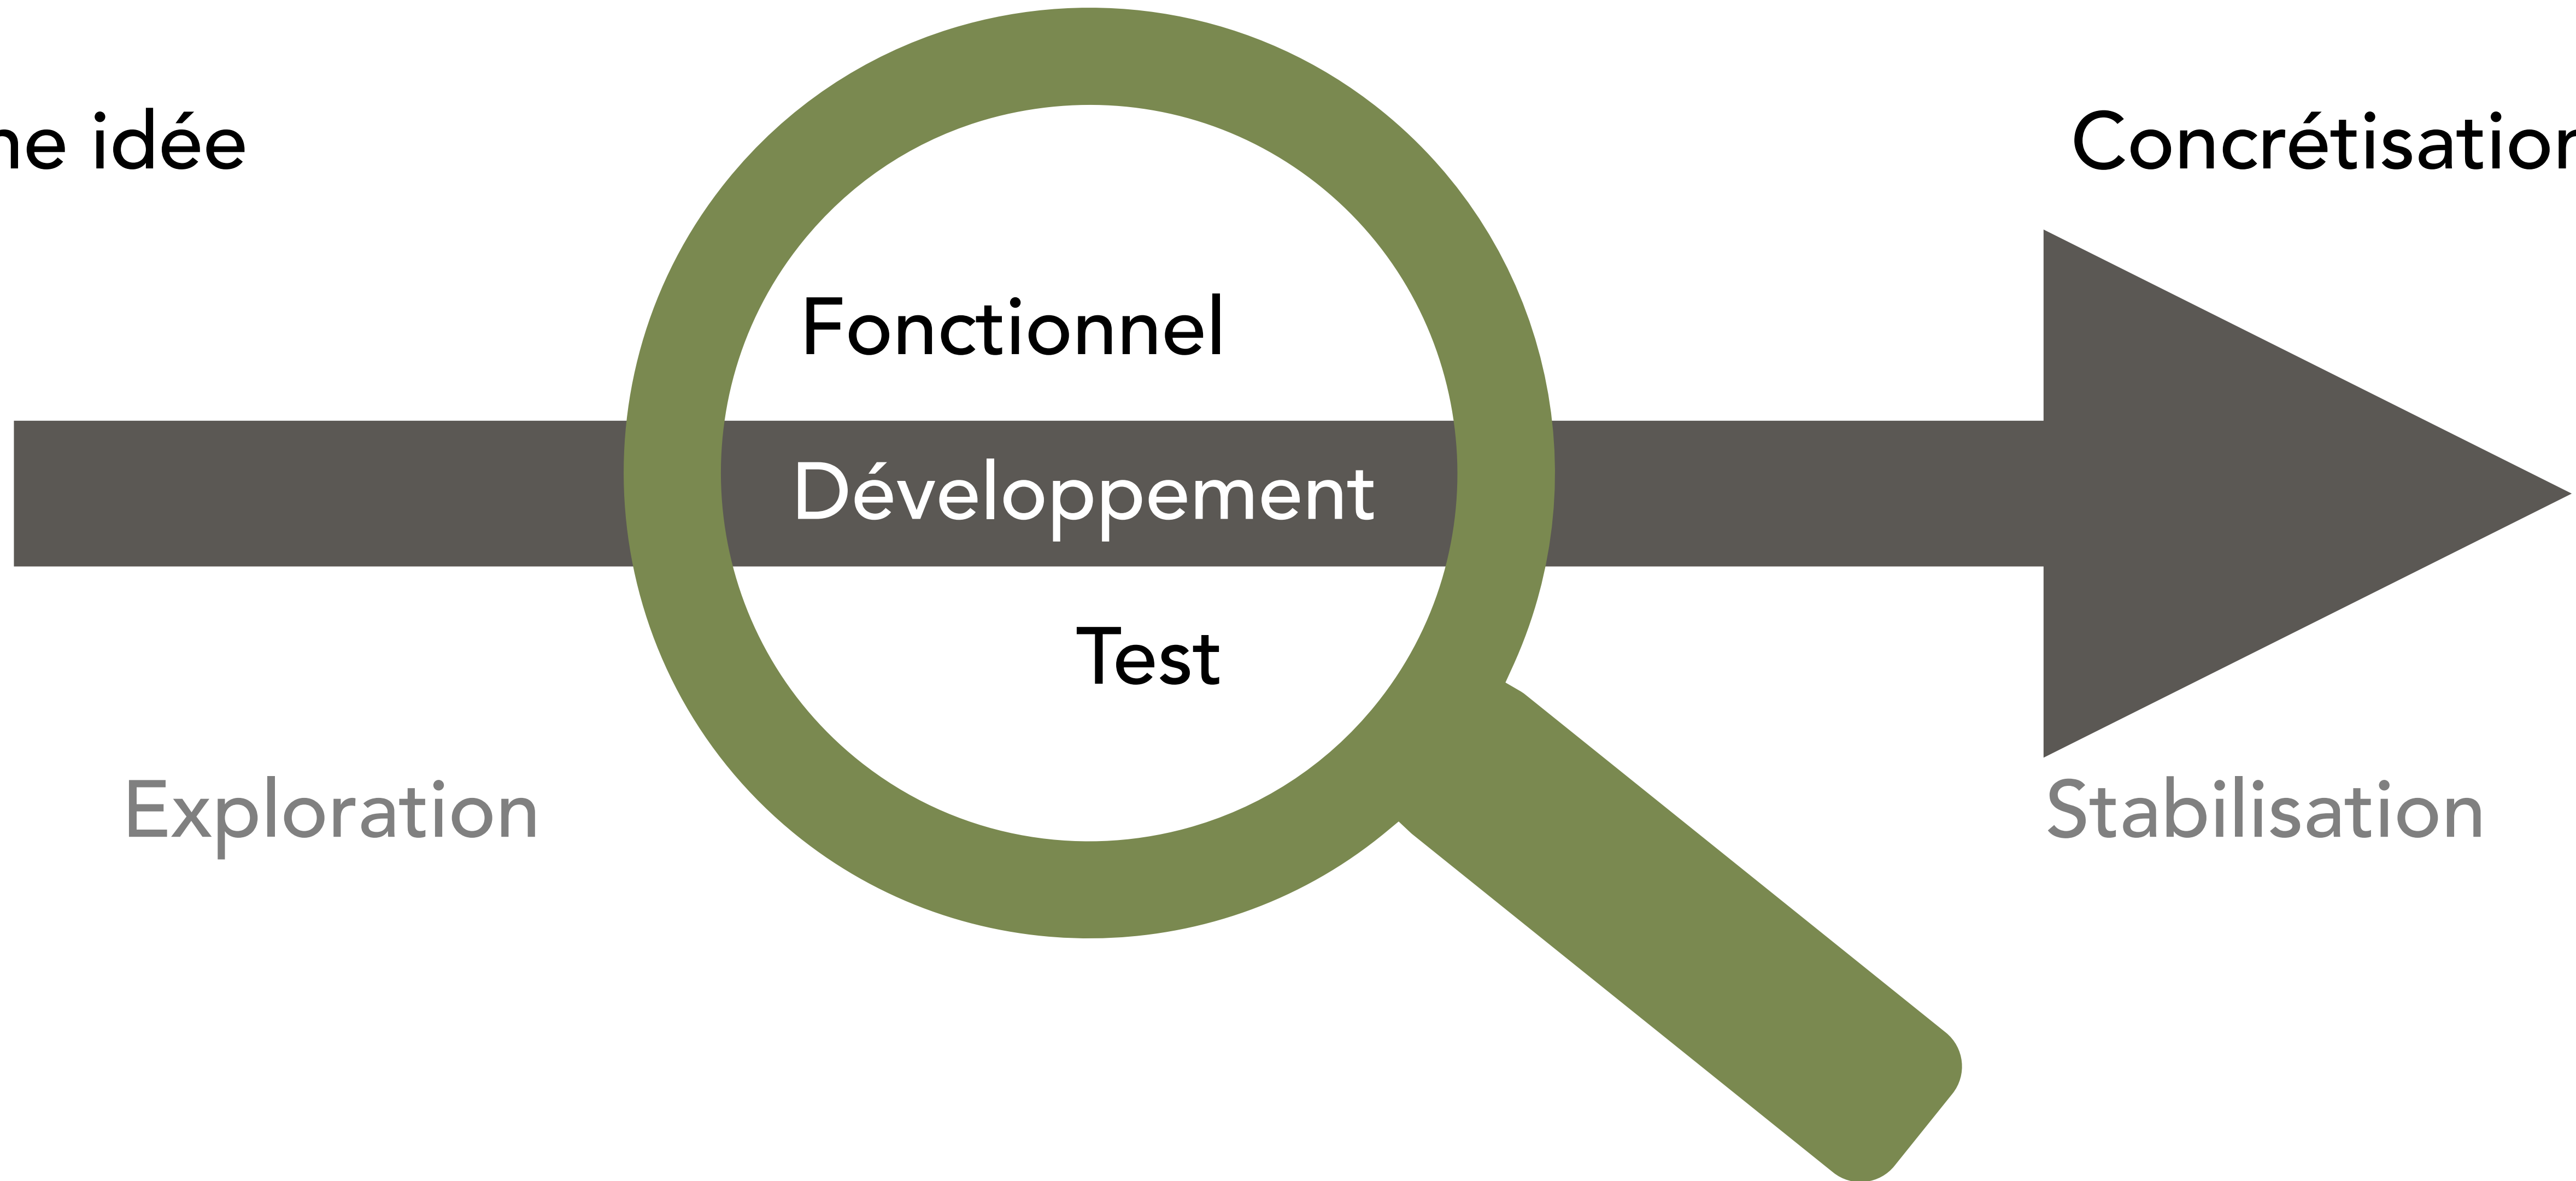 ne idée
Concrétisation
Fonctionnel
Développement
Test
Exploration
Stabilisation